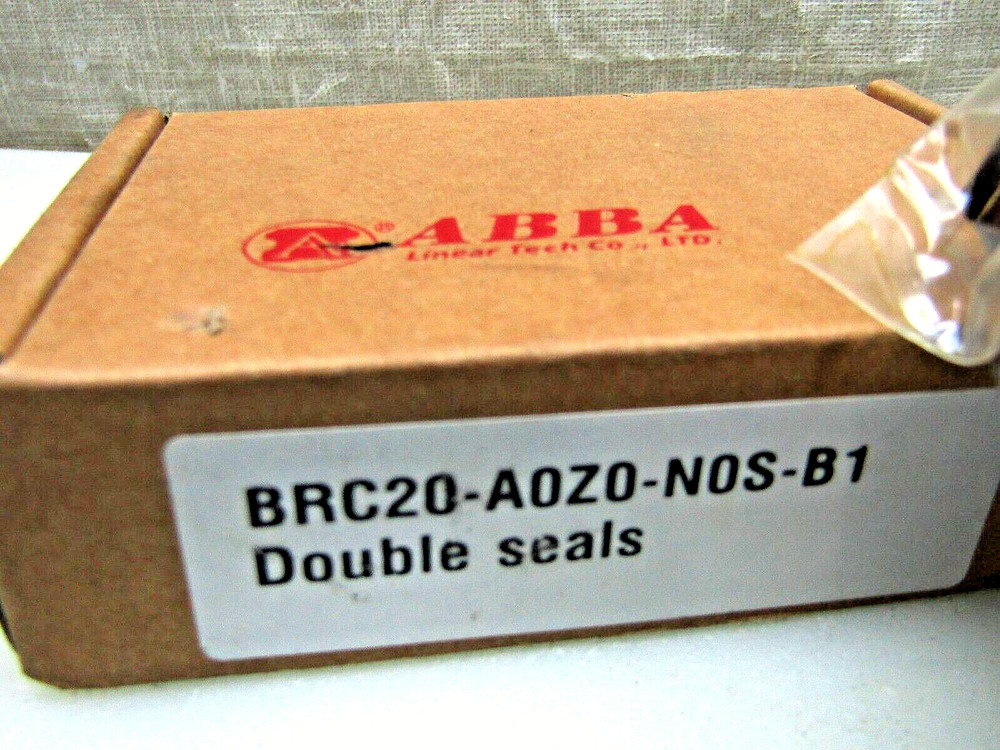 ® ABBA
Linear Tech Co., LTD.
BRC20-A0Z0-N0S-B1
Double seals